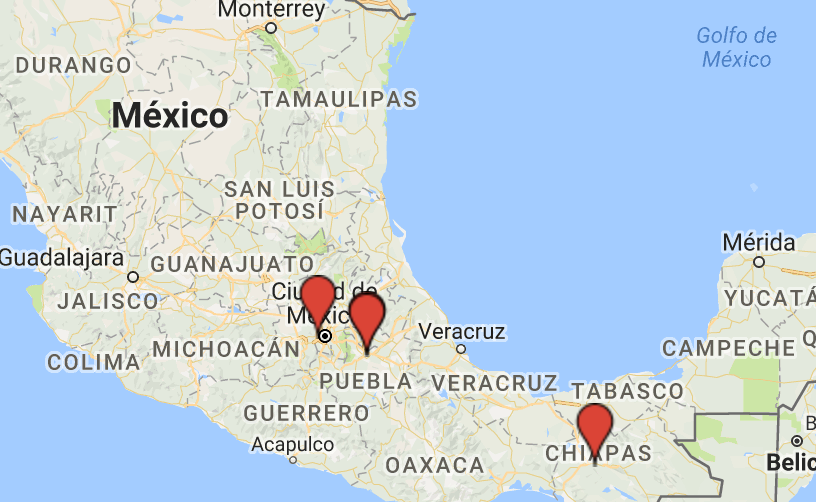 Monterrey
Golfo de
México
DURANGO
TAMAULIPAS
México
SAN LUIS
POTOSÍ
NAYARIT
Mérida
Guadalajara
GUANAJUATO
Ciudad de
México
YUCATÁ
JALISCO
Veracruz
MICHOACÁN
CAMPECHE
Q
COLIMA
PUEBLA
VERACRUZ
TABASCO
GUERRERO
B
Acapulco
CHIAPAS
OAXACA
Belic